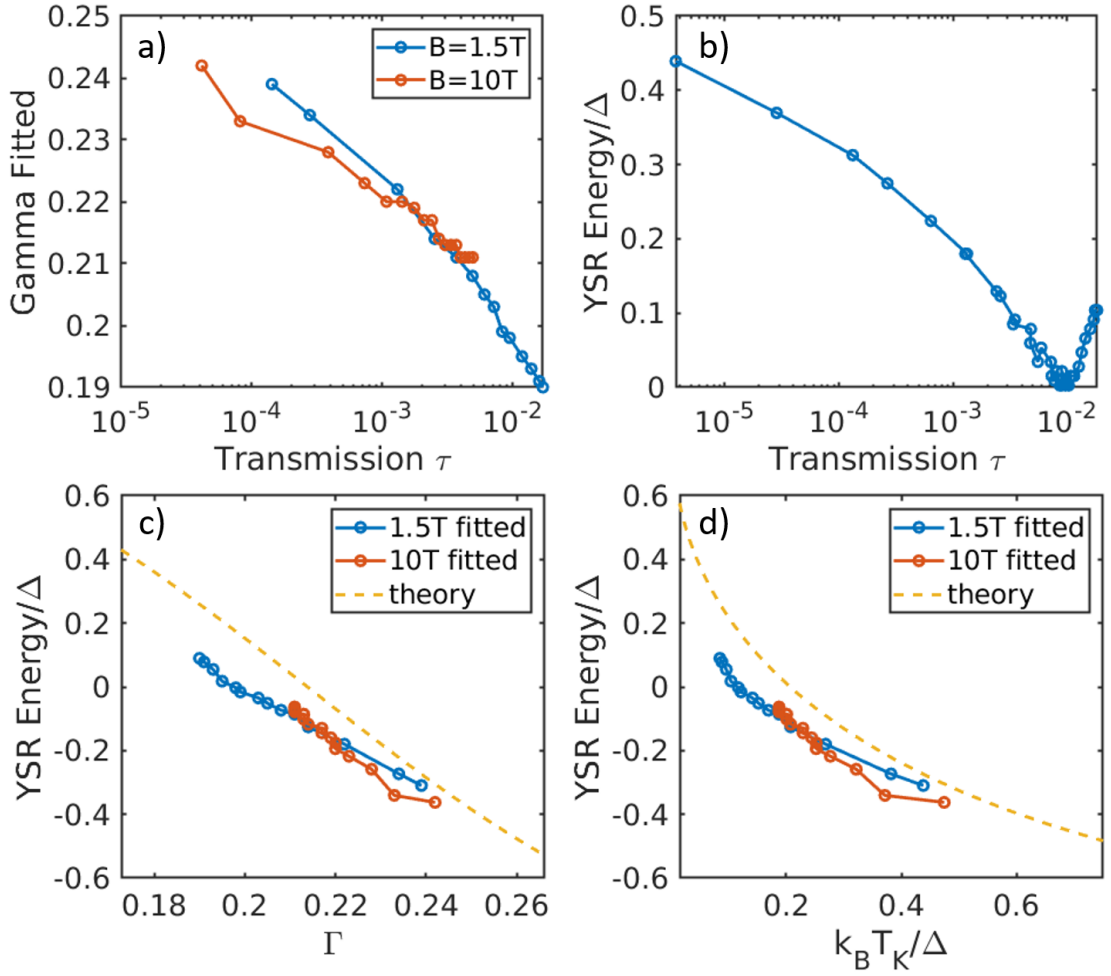 a)
B=1.5T
B=10T
0.25
0.24
0.23
0.22
0.21
0.2
0.19
Gamma Fitted
10⁻⁵
10⁻⁴
10⁻³
10⁻²
Transmission τ
b)
0.5
0.4
0.3
0.2
0.1
0
YSR Energy/Δ
10⁻⁵
10⁻⁴
10⁻³
10⁻²
Transmission τ
c)
1.5T fitted
10T fitted
theory
0.6
0.4
0.2
0
-0.2
-0.4
-0.6
YSR Energy/Δ
0.18
0.2
0.22
0.24
0.26
Γ
d)
1.5T fitted
10T fitted
theory
0.6
0.4
0.2
0
-0.2
-0.4
-0.6
YSR Energy/Δ
0.2
0.4
0.6
k_BT_K/Δ